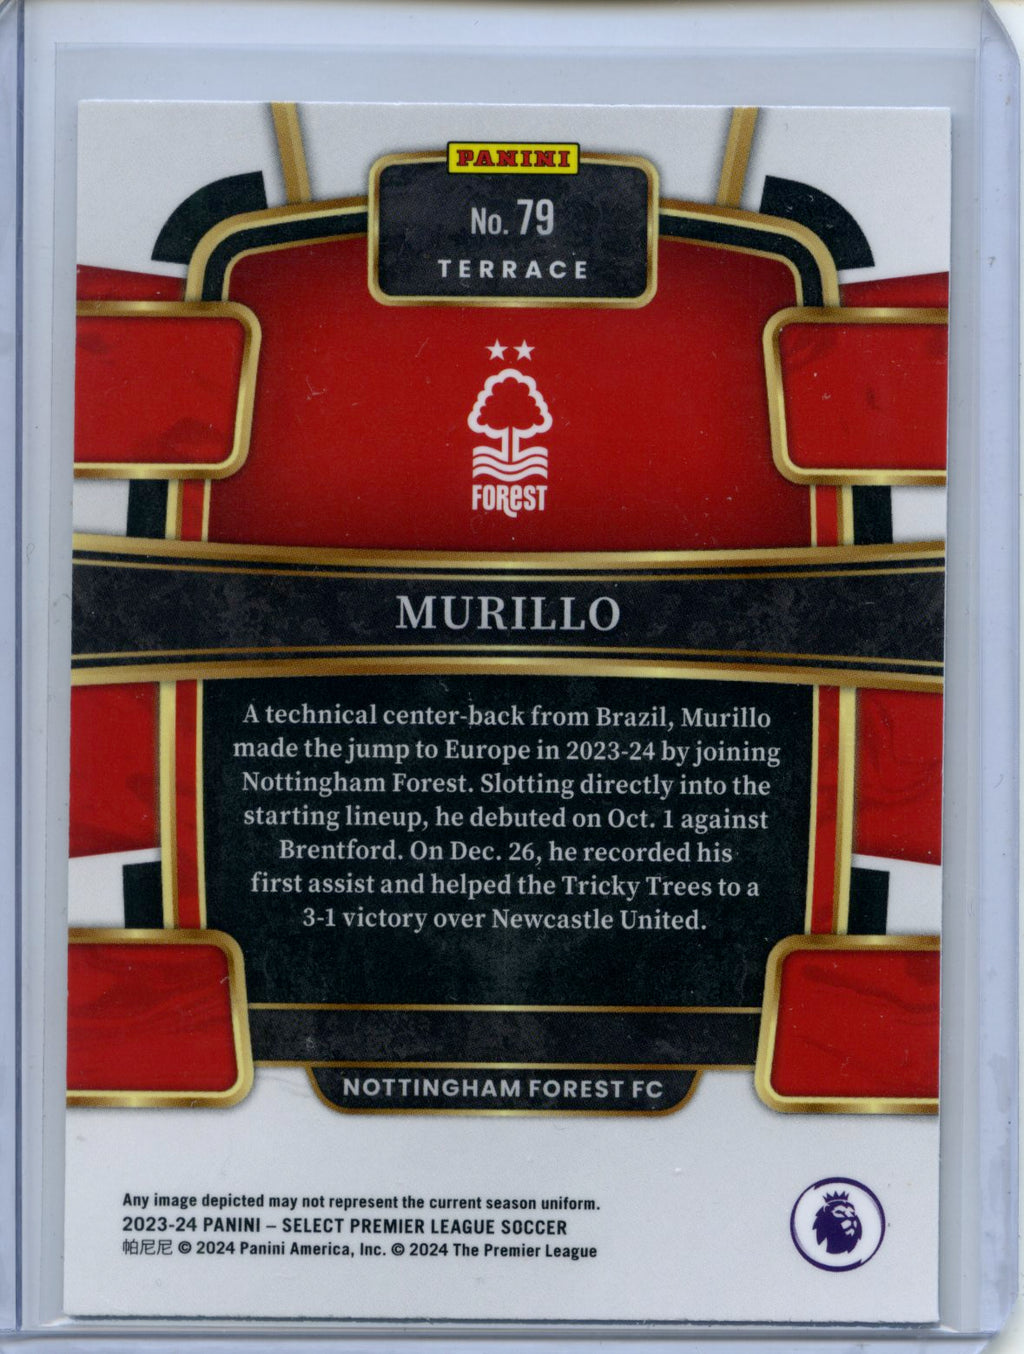 PANINI
No. 79
TERRACE
FOREST
MURILLO
A technical center-back from Brazil, Murillo
made the jump to Europe in 2023-24 by joining
Nottingham Forest. Slotting directly into the
starting lineup, he debuted on Oct. 1 against
Brentford. On Dec. 26, he recorded his
first assist and helped the Tricky Trees to a
3-1 victory over Newcastle United.
NOTTINGHAM FOREST FC
Any image depicted may not represent the current season uniform.
2023-24 PANINI – SELECT PREMIER LEAGUE SOCCER
帕尼尼 © 2024 Panini America, Inc. © 2024 The Premier League